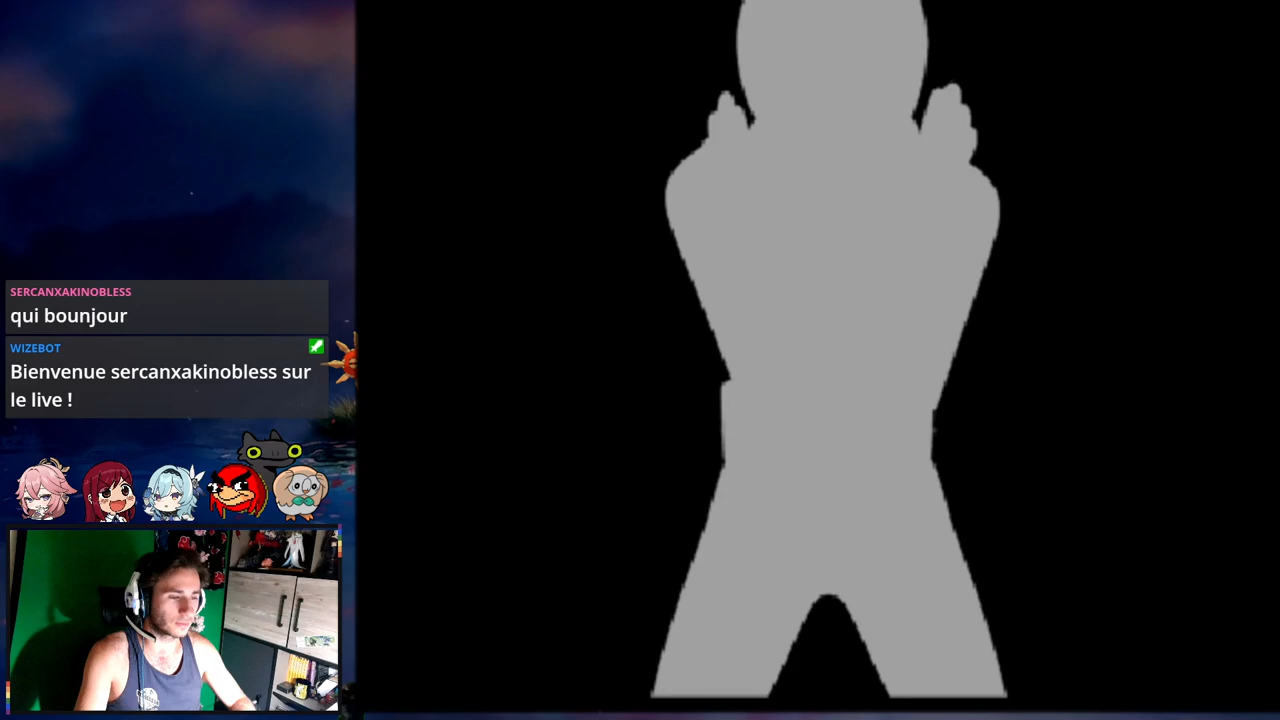 SERCANXAKINOBLESS
qui bounjour
WIZEBOT
Bienvenue sercanxakinobless sur
le live !